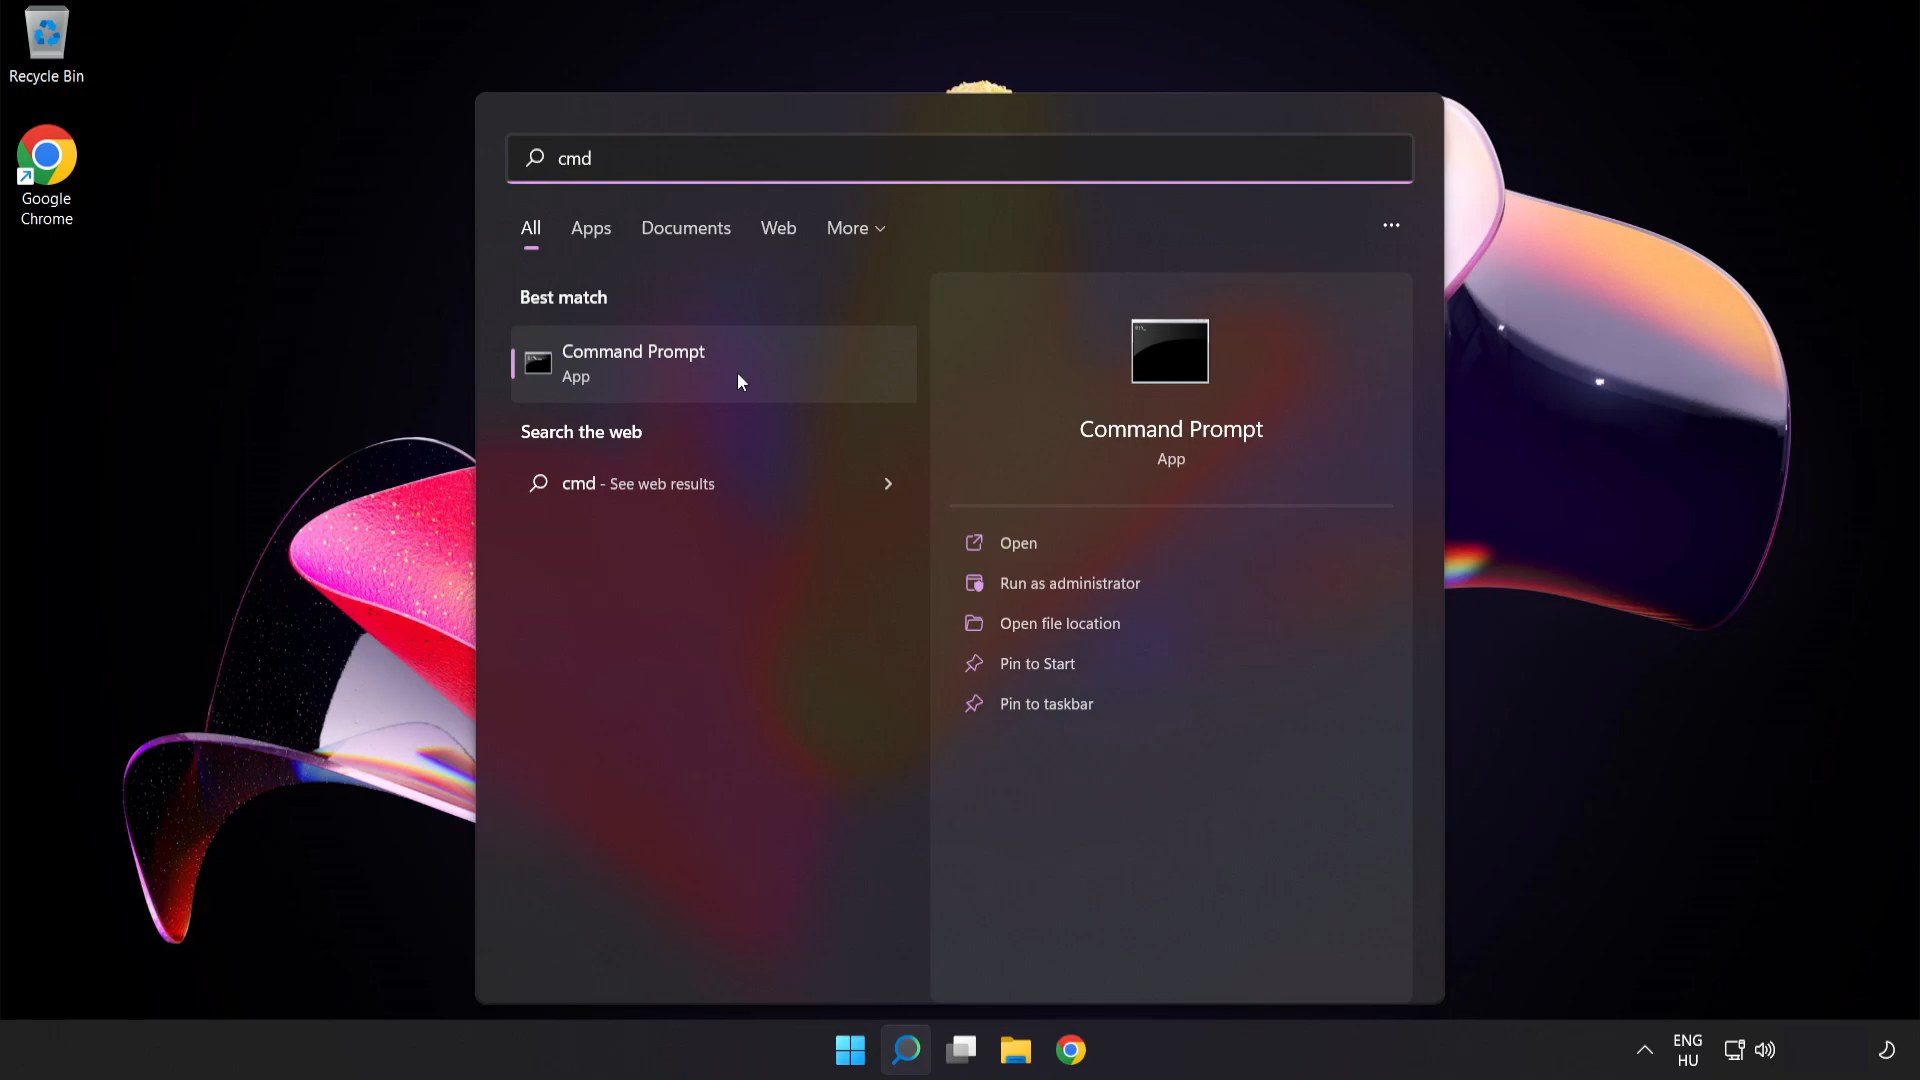 Recycle Bin
Google
Chrome
cmd
All Apps Documents Web More
Best match
Command Prompt
App
Search the web
cmd - See web results
Command Prompt
App
Open
Run as administrator
Open file location
Pin to Start
Pin to taskbar
ENG
HU